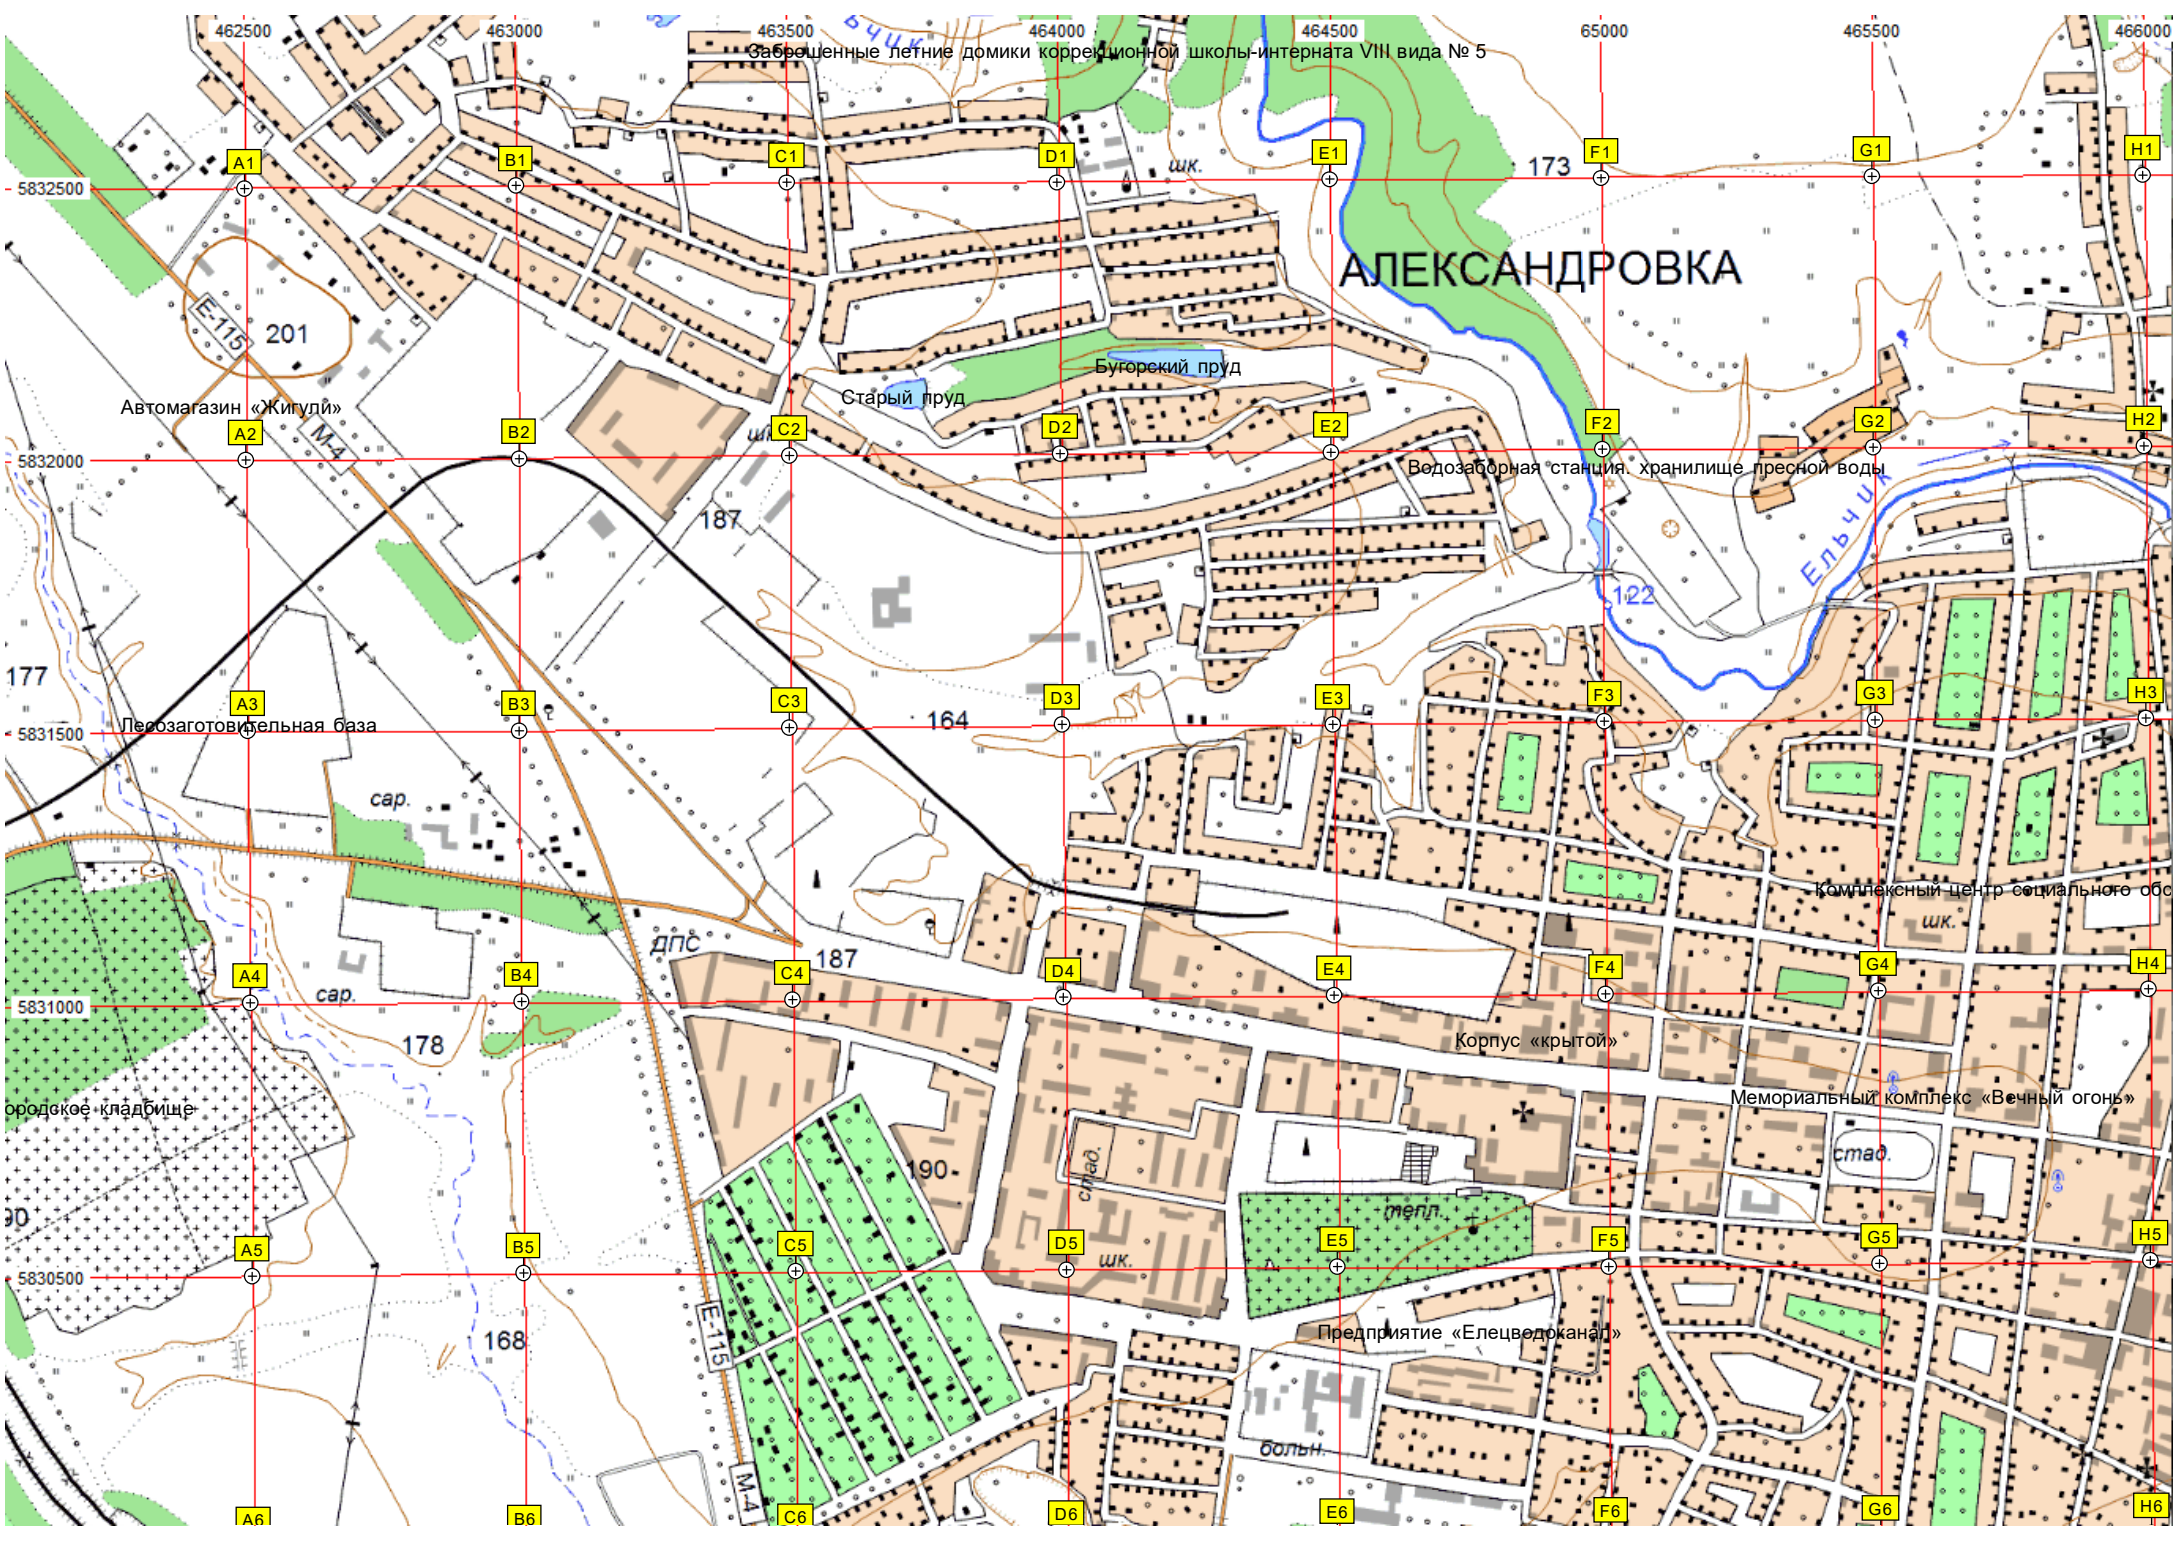 462500 463000 463500 464000 464500 65000 465500 466000
ьчик
Заброшенные летние домики коррекционной школы-интерната VIII вида № 5
A1 B1 C1 D1 E1 F1 G1 H1
шк. 173
5832500
АЛЕКСАНДРОВКА
E-115 201
Бугорский пруд
Старый пруд
Автомагазин «Жигули»
A2 B2 C2 D2 E2 F2 G2 H2
M4 шк.
5832000
Водозаборная станция. хранилище пресной воды
187
Ельчик
122
177
A3 B3 C3 D3 E3 F3 G3 H3
Лесозаготовительная база
164
5831500
сар.
Комплексный центр социального обс
шк.
ДПС
187
A4 B4 C4 D4 E4 F4 G4 H4
сар.
5831000
178
Корпус «крытой»
Мемориальный комплекс «Вечный огонь»
ородское кладбище
стад.
стад.
190
90
тепл.
A5 B5 C5 D5 E5 F5 G5 H5
шк.
5830500
E-115
168
Предприятие «Елецводоканал»
больн.
M-4
A6 B6 C6 D6 E6 F6 G6 H6